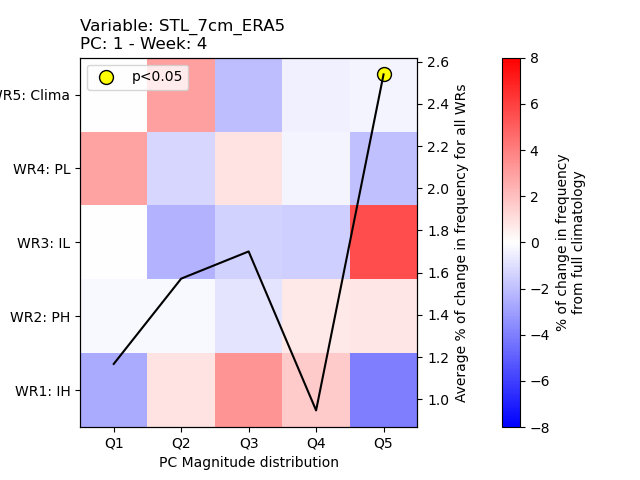 Variable: STL_7cm_ERA5
PC: 1 - Week: 4
p<0.05
WR5: Clima
WR4: PL
WR3: IL
WR2: PH
WR1: IH
Q1 Q2 Q3 Q4 Q5
PC Magnitude distribution
2.6
2.4
2.2
2.0
1.8
1.6
1.4
1.2
1.0
Average % of change in frequency for all WRs
8
6
4
2
0
−2
−4
−6
−8
% of change in frequency
from full climatology